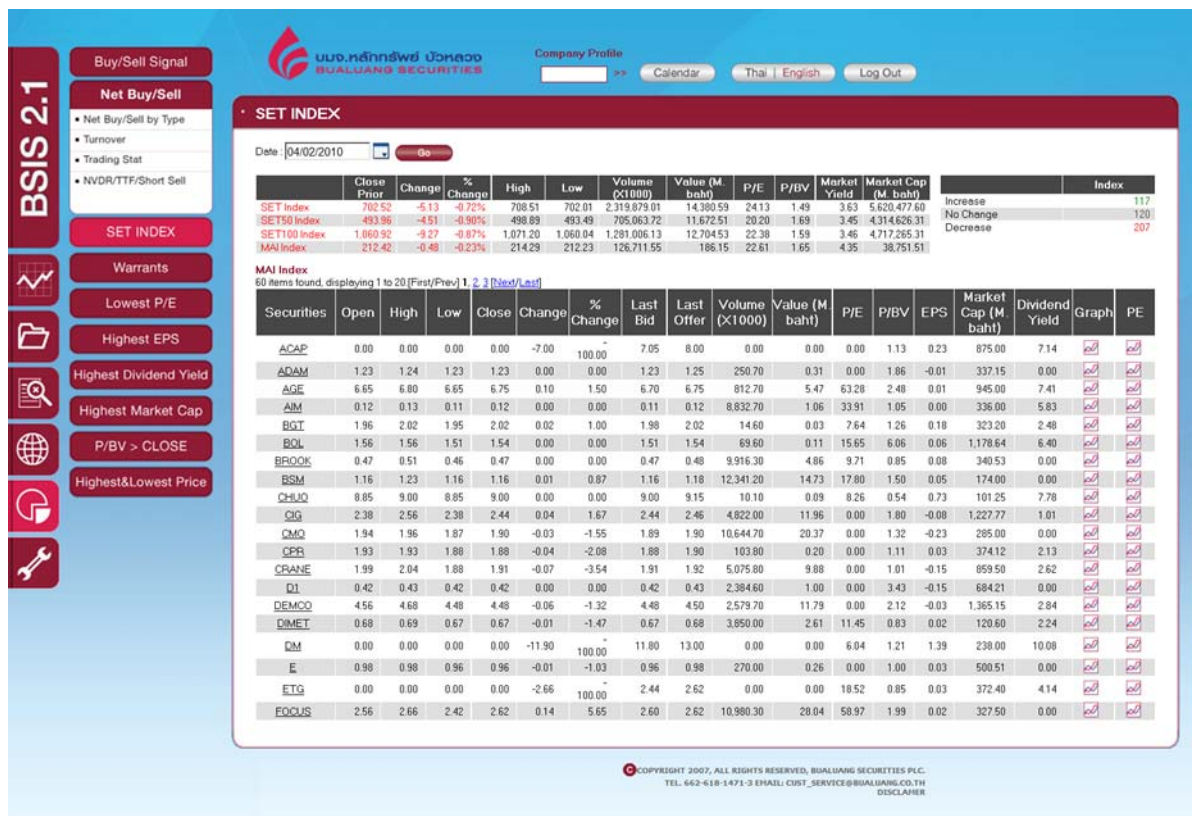 BSIS 2.1
Buy/Sell Signal
Net Buy/Sell
• Net Buy/Sell by Type
• Turnover
• Trading Stat
• NVDR/TTF/Short Sell
SET INDEX
Warrants
Lowest P/E
Highest EPS
Highest Dividend Yield
Highest Market Cap
P/BV > CLOSE
Highest&Lowest Price
บมจ.หลักทรัพย์ บัวหลวง
BUALUANG SECURITIES
Company Profile
>> Calendar Thai | English Log Out
SET INDEX
Date : 04/02/2010 Go
Close Prior Change % Change High Low Volume (X1000) Value (M. baht) P/E P/BV Market Yield Market Cap (M. baht)
SET Index 702.52 -5.13 -0.72% 708.51 702.01 2,319,879.01 14,380.59 24.13 1.49 3.63 5,620,477.60
SET50 Index 493.96 -4.51 -0.90% 498.89 493.49 705,063.72 11,672.51 20.20 1.69 3.45 4,314,626.31
SET100 Index 1,060.92 -9.27 -0.87% 1,071.20 1,060.04 1,281,006.13 12,704.53 22.38 1.59 3.46 4,717,265.31
MAI Index 212.42 -0.48 -0.23% 214.29 212.23 126,711.55 186.15 22.61 1.65 4.35 38,751.51
Index
Increase 117
No Change 120
Decrease 207
MAI Index
60 items found, displaying 1 to 20.[First/Prev] 1, 2, 3 [Next/Last]
Securities Open High Low Close Change % Change Last Bid Last Offer Volume (X1000) Value (M. baht) P/E P/BV EPS Market Cap (M. baht) Dividend Yield Graph PE
ACAP 0.00 0.00 0.00 0.00 -7.00 -100.00 7.05 8.00 0.00 0.00 0.00 1.13 0.23 875.00 7.14
ADAM 1.23 1.24 1.23 1.23 0.00 0.00 1.23 1.25 250.70 0.31 0.00 1.86 -0.01 337.15 0.00
AGE 6.65 6.80 6.65 6.75 0.10 1.50 6.70 6.75 812.70 5.47 63.28 2.48 0.01 945.00 7.41
AIM 0.12 0.13 0.11 0.12 0.00 0.00 0.11 0.12 8,832.70 1.06 33.91 1.05 0.00 336.00 5.83
BGT 1.96 2.02 1.95 2.02 0.02 1.00 1.98 2.02 14.60 0.03 7.64 1.26 0.18 323.20 2.48
BOL 1.56 1.56 1.51 1.54 0.00 0.00 1.51 1.54 69.60 0.11 15.65 6.06 0.06 1,178.64 6.40
BROOK 0.47 0.51 0.46 0.47 0.00 0.00 0.47 0.48 9,916.30 4.86 9.71 0.85 0.08 340.53 0.00
BSM 1.16 1.23 1.16 1.16 0.01 0.87 1.16 1.18 12,341.20 14.73 17.80 1.50 0.05 174.00 0.00
CHUO 8.85 9.00 8.85 9.00 0.00 0.00 9.00 9.15 10.10 0.09 8.26 0.54 0.73 101.25 7.78
CIG 2.38 2.56 2.38 2.44 0.04 1.67 2.44 2.46 4,822.00 11.96 0.00 1.80 -0.08 1,227.77 1.01
CMO 1.94 1.96 1.87 1.90 -0.03 -1.55 1.89 1.90 10,644.70 20.37 0.00 1.32 -0.23 285.00 0.00
CPR 1.93 1.93 1.88 1.88 -0.04 -2.08 1.88 1.90 103.80 0.20 0.00 1.11 0.03 374.12 2.13
CRANE 1.99 2.04 1.88 1.91 -0.07 -3.54 1.91 1.92 5,075.80 9.88 0.00 1.01 -0.15 859.50 2.62
D1 0.42 0.43 0.42 0.42 0.00 0.00 0.42 0.43 2,384.60 1.00 0.00 3.43 -0.15 684.21 0.00
DEMCO 4.56 4.68 4.48 4.48 -0.06 -1.32 4.48 4.50 2,579.70 11.79 0.00 2.12 -0.03 1,365.15 2.84
DIMET 0.68 0.69 0.67 0.67 -0.01 -1.47 0.67 0.68 3,850.00 2.61 11.45 0.83 0.02 120.60 2.24
DM 0.00 0.00 0.00 0.00 -11.90 -100.00 11.80 13.00 0.00 0.00 6.04 1.21 1.39 238.00 10.08
E 0.98 0.98 0.96 0.96 -0.01 -1.03 0.96 0.98 270.00 0.26 0.00 1.00 0.03 500.51 0.00
ETG 0.00 0.00 0.00 0.00 -2.66 -100.00 2.44 2.62 0.00 0.00 18.52 0.85 0.03 372.40 4.14
FOCUS 2.56 2.66 2.42 2.62 0.14 5.65 2.60 2.62 10,980.30 28.04 58.97 1.99 0.02 327.50 0.00
C COPYRIGHT 2007, ALL RIGHTS RESERVED, BUALUANG SECURITIES PLC.
TEL. 662-618-1471-3 EMAIL: CUST_SERVICE@BUALUANG.CO.TH
DISCLAMER